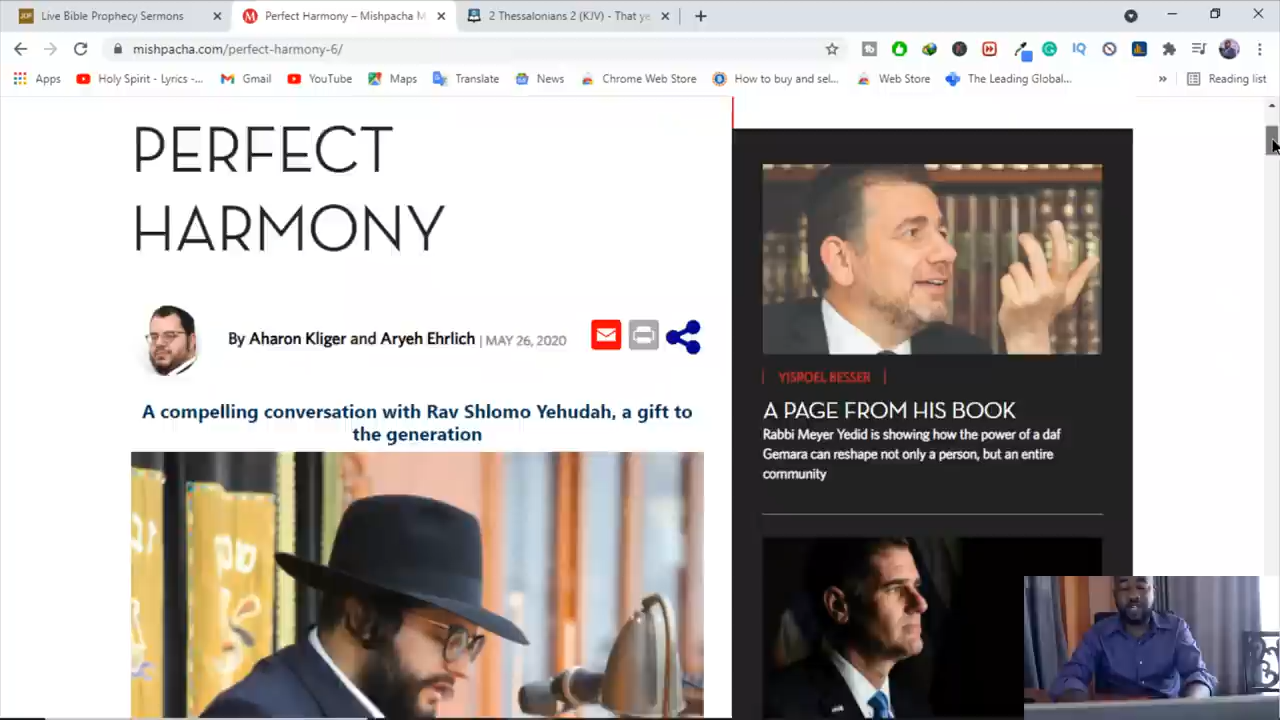 Live Bible Prophecy Sermons
Perfect Harmony – Mishpacha M
2 Thessalonians 2 (KJV) - That ye
mishpacha.com/perfect-harmony-6/
Apps
Holy Spirit - Lyrics -...
Gmail
YouTube
Maps
Translate
News
Chrome Web Store
How to buy and sel...
Web Store
The Leading Global...
»
Reading list
PERFECT
HARMONY
By Aharon Kliger and Aryeh Ehrlich | MAY 26, 2020
A compelling conversation with Rav Shlomo Yehudah, a gift to
the generation
YISROEL BESSER
A PAGE FROM HIS BOOK
Rabbi Meyer Yedid is showing how the power of a daf
Gemara can reshape not only a person, but an entire
community